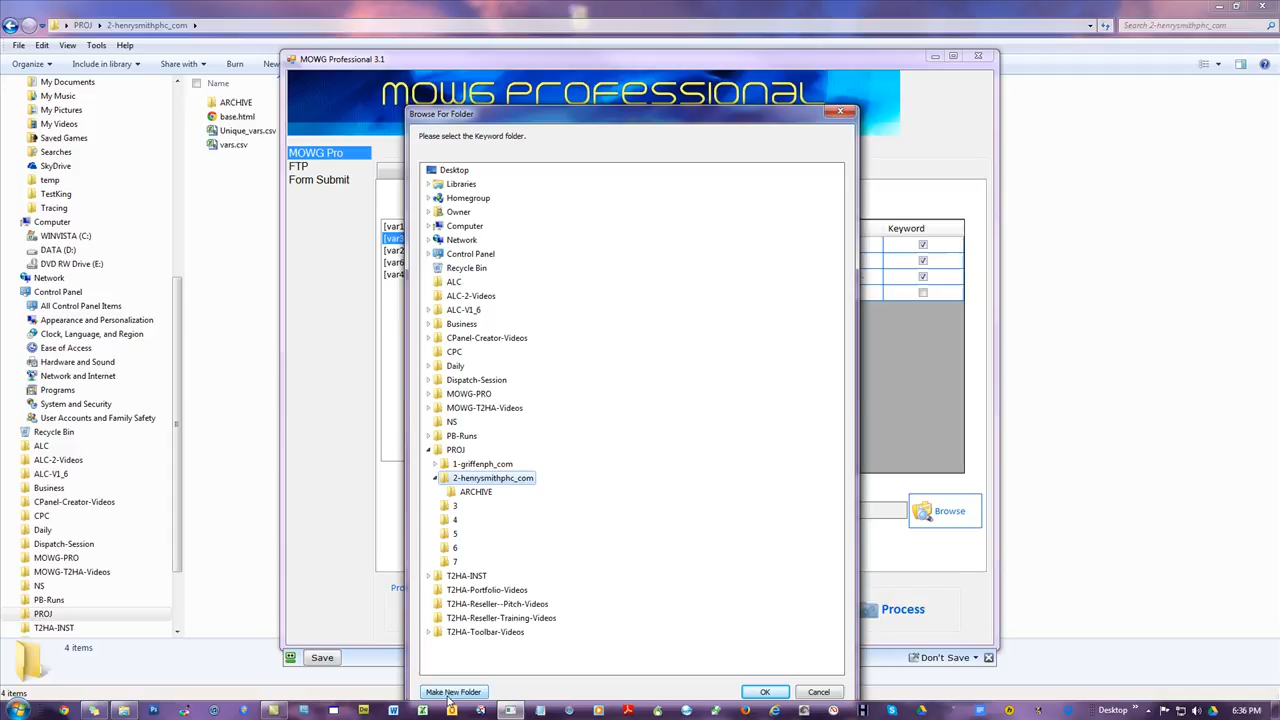 PROJ 2-henrysmithphc_com
Search 2-henrysmithphc_com
File Edit View Tools Help
Organize Include in library Share with Burn New
My Documents
My Music
My Pictures
My Videos
Saved Games
Searches
SkyDrive
temp
TestKing
Tracing
Computer
WINVISTA (C:)
DATA (D:)
DVD RW Drive (E:)
Network
Control Panel
All Control Panel Items
Appearance and Personalization
Clock, Language, and Region
Ease of Access
Hardware and Sound
Network and Internet
Programs
System and Security
User Accounts and Family Safety
Recycle Bin
ALC
ALC-2-Videos
ALC-V1_6
Business
CPanel-Creator-Videos
CPC
Daily
Dispatch-Session
MOWG-PRO
MOWG-T2HA-Videos
NS
PB-Runs
PROJ
T2HA-INST
Name
ARCHIVE
base.html
Unique_vars.csv
vars.csv
4 items
4 items
MOWG Professional 3.1
MOWG PROFESSIONAL
MOWG Pro
FTP
Form Submit
[var1
[var3
[var2
[var6
[var4
Keyword
Browse
Pro
Process
Save
Don't Save
Browse For Folder
Please select the Keyword folder.
Desktop
Libraries
Homegroup
Owner
Computer
Network
Control Panel
Recycle Bin
ALC
ALC-2-Videos
ALC-V1_6
Business
CPanel-Creator-Videos
CPC
Daily
Dispatch-Session
MOWG-PRO
MOWG-T2HA-Videos
NS
PB-Runs
PROJ
1-griffenph_com
2-henrysmithphc_com
ARCHIVE
3
4
5
6
7
T2HA-INST
T2HA-Portfolio-Videos
T2HA-Reseller--Pitch-Videos
T2HA-Reseller-Training-Videos
T2HA-Toolbar-Videos
Make New Folder OK Cancel
Desktop 6:36 PM